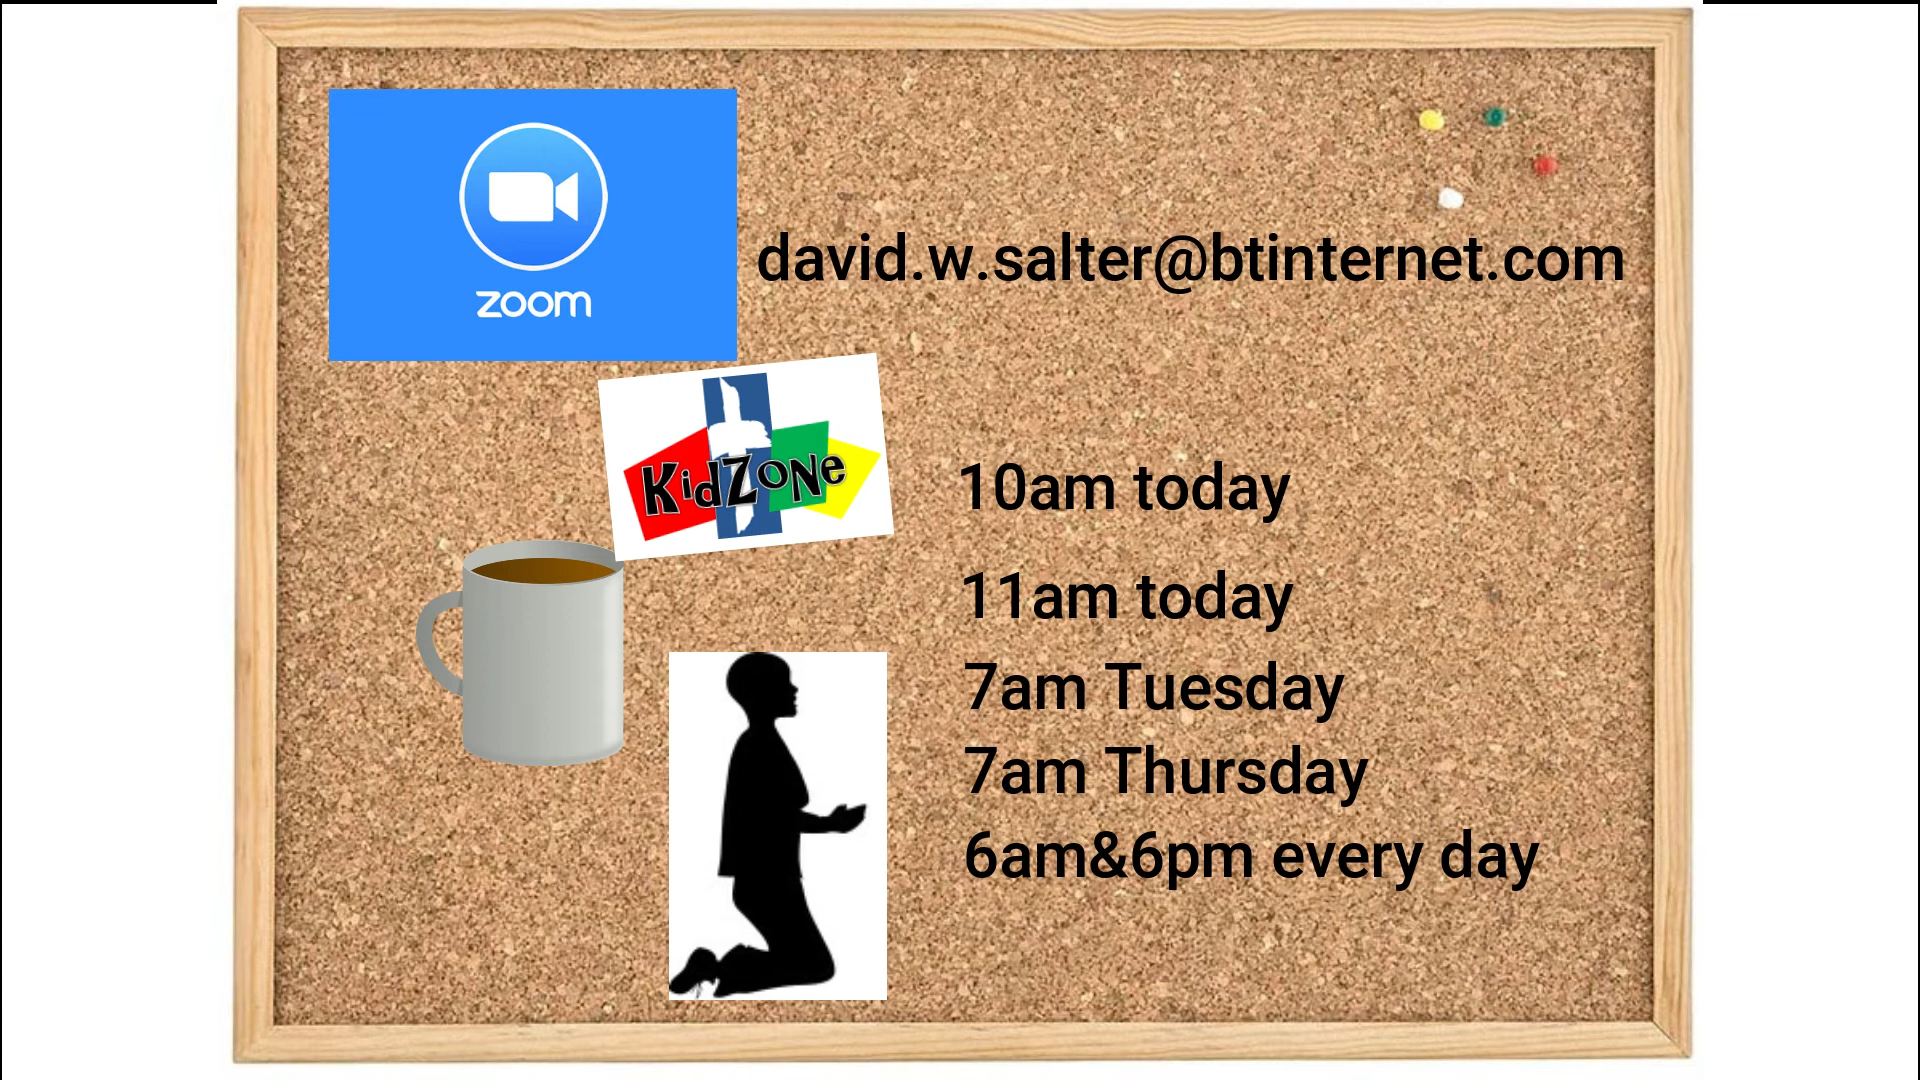 zoom
david.w.salter@btinternet.com
KidZoNe
10am today
11am today
7am Tuesday
7am Thursday
6am&6pm every day